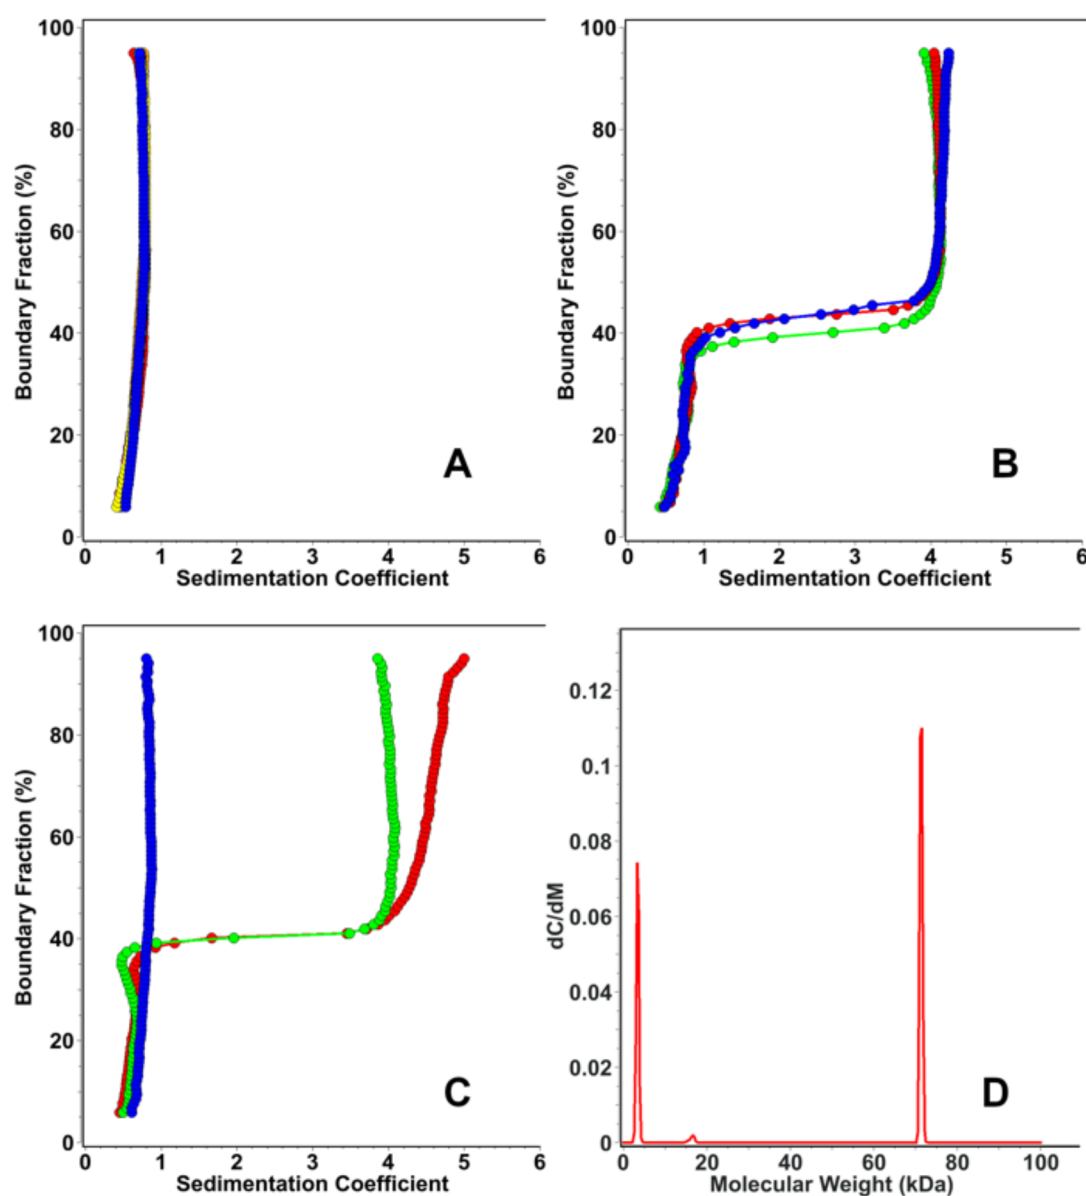 100
80
60
40
20
0
Boundary Fraction (%)
A
0 1 2 3 4 5 6
Sedimentation Coefficient
100
80
60
40
20
0
Boundary Fraction (%)
B
0 1 2 3 4 5 6
Sedimentation Coefficient
100
80
60
40
20
0
Boundary Fraction (%)
C
0 1 2 3 4 5 6
Sedimentation Coefficient
0.12
0.1
0.08
0.06
0.04
0.02
0
dC/dM
D
0 20 40 60 80 100
Molecular Weight (kDa)